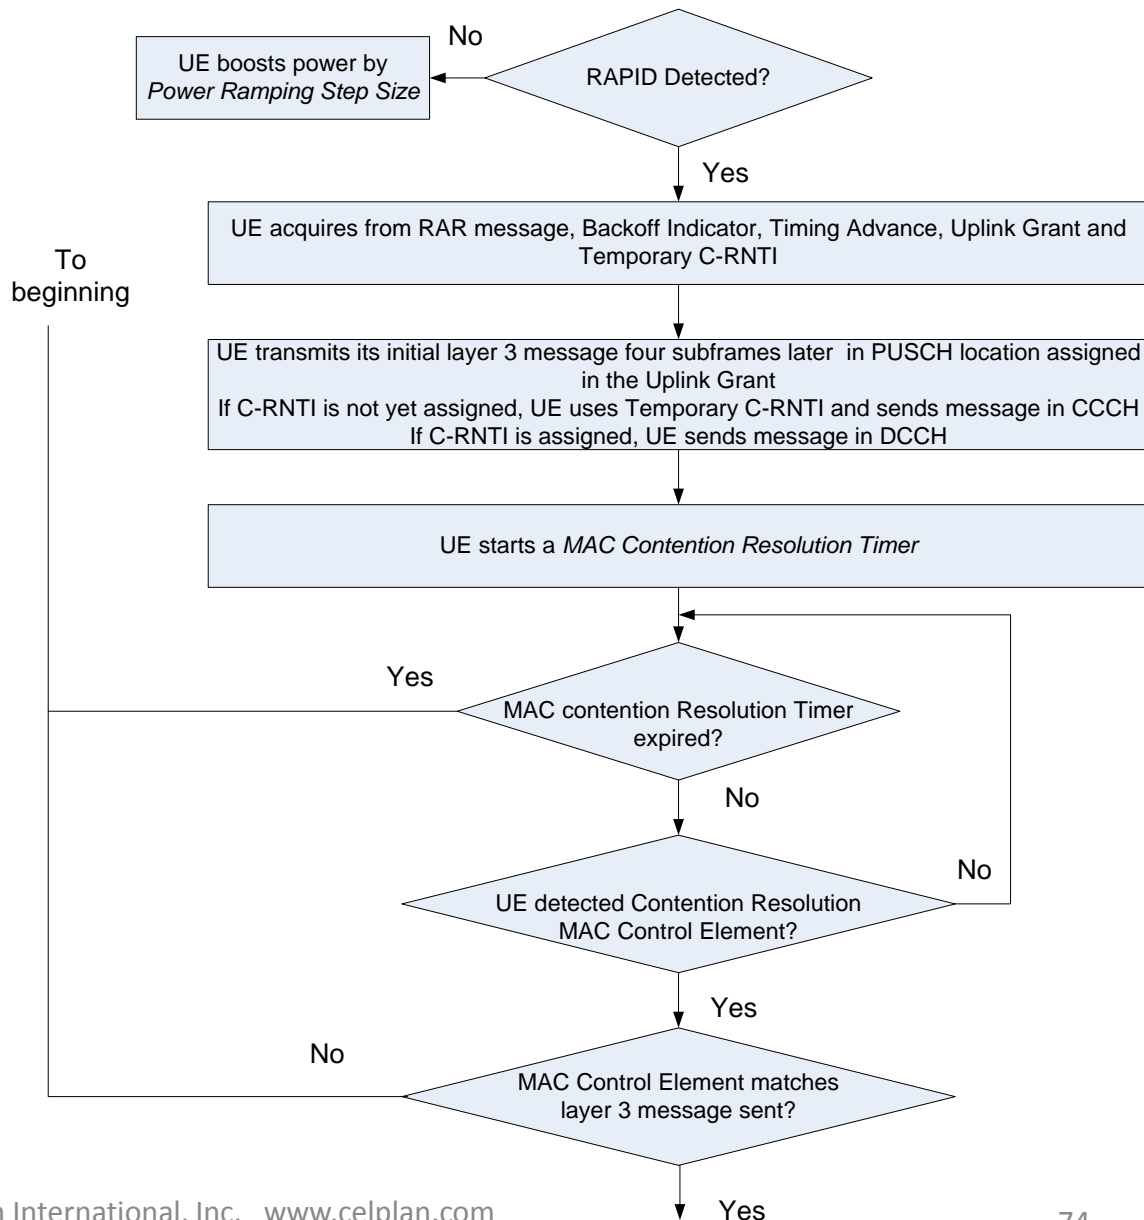 No
UE boosts power by
Power Ramping Step Size
RAPID Detected?
Yes
UE acquires from RAR message, Backoff Indicator, Timing Advance, Uplink Grant and
Temporary C-RNTI
To
beginning
UE transmits its initial layer 3 message four subframes later in PUSCH location assigned
in the Uplink Grant
If C-RNTI is not yet assigned, UE uses Temporary C-RNTI and sends message in CCCH
If C-RNTI is assigned, UE sends message in DCCH
UE starts a MAC Contention Resolution Timer
Yes
MAC contention Resolution Timer
expired?
No
No
UE detected Contention Resolution
MAC Control Element?
Yes
No
MAC Control Element matches
layer 3 message sent?
Yes
International, Inc. www.celplan.com
74